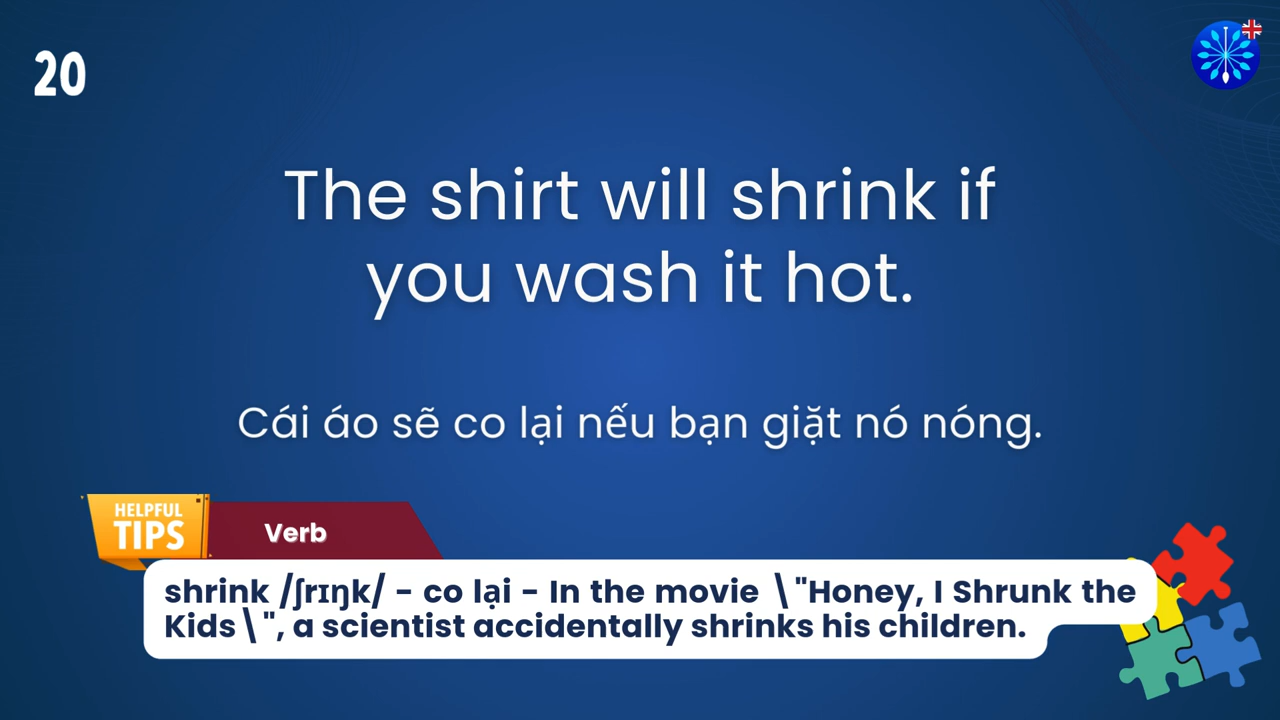 20
The shirt will shrink if
you wash it hot.
Cái áo sẽ co lại nếu bạn giặt nó nóng.
HELPFUL
TIPS
Verb
shrink /ʃrɪŋk/ - co lại - In the movie \"Honey, I Shrunk the
Kids\", a scientist accidentally shrinks his children.